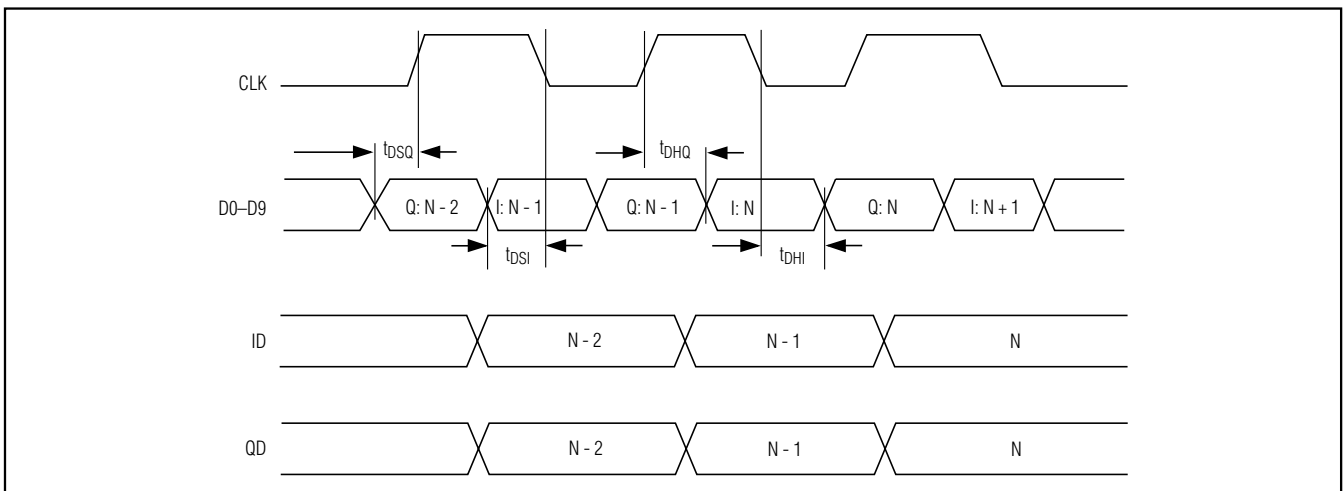 CLK
tDSQ
tDHQ
D0–D9
Q: N - 2
I: N - 1
Q: N - 1
I: N
Q: N
I: N + 1
tDSI
tDHI
ID
N - 2
N - 1
N
QD
N - 2
N - 1
N